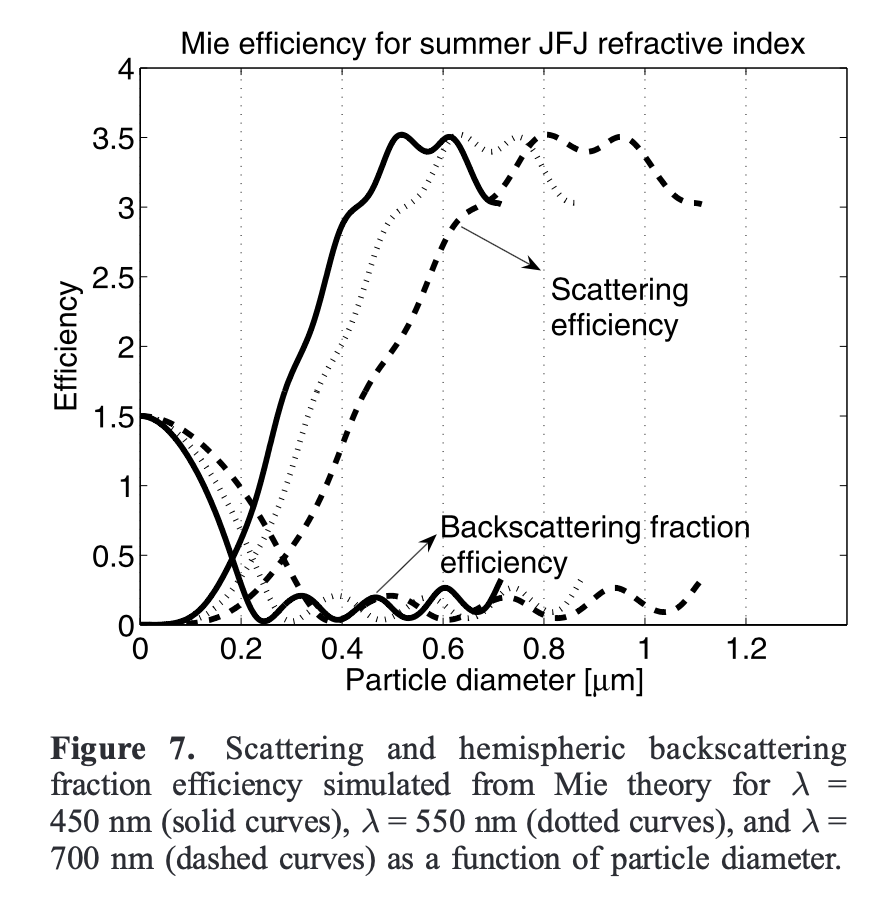 Mie efficiency for summer JFJ refractive index
4
3.5
3
2.5
2
1.5
1
0.5
0
Efficiency
Scattering
efficiency
Backscattering fraction
efficiency
0 0.2 0.4 0.6 0.8 1 1.2
Particle diameter [μm]
Figure 7. Scattering and hemispheric backscattering
fraction efficiency simulated from Mie theory for λ =
450 nm (solid curves), λ = 550 nm (dotted curves), and λ =
700 nm (dashed curves) as a function of particle diameter.